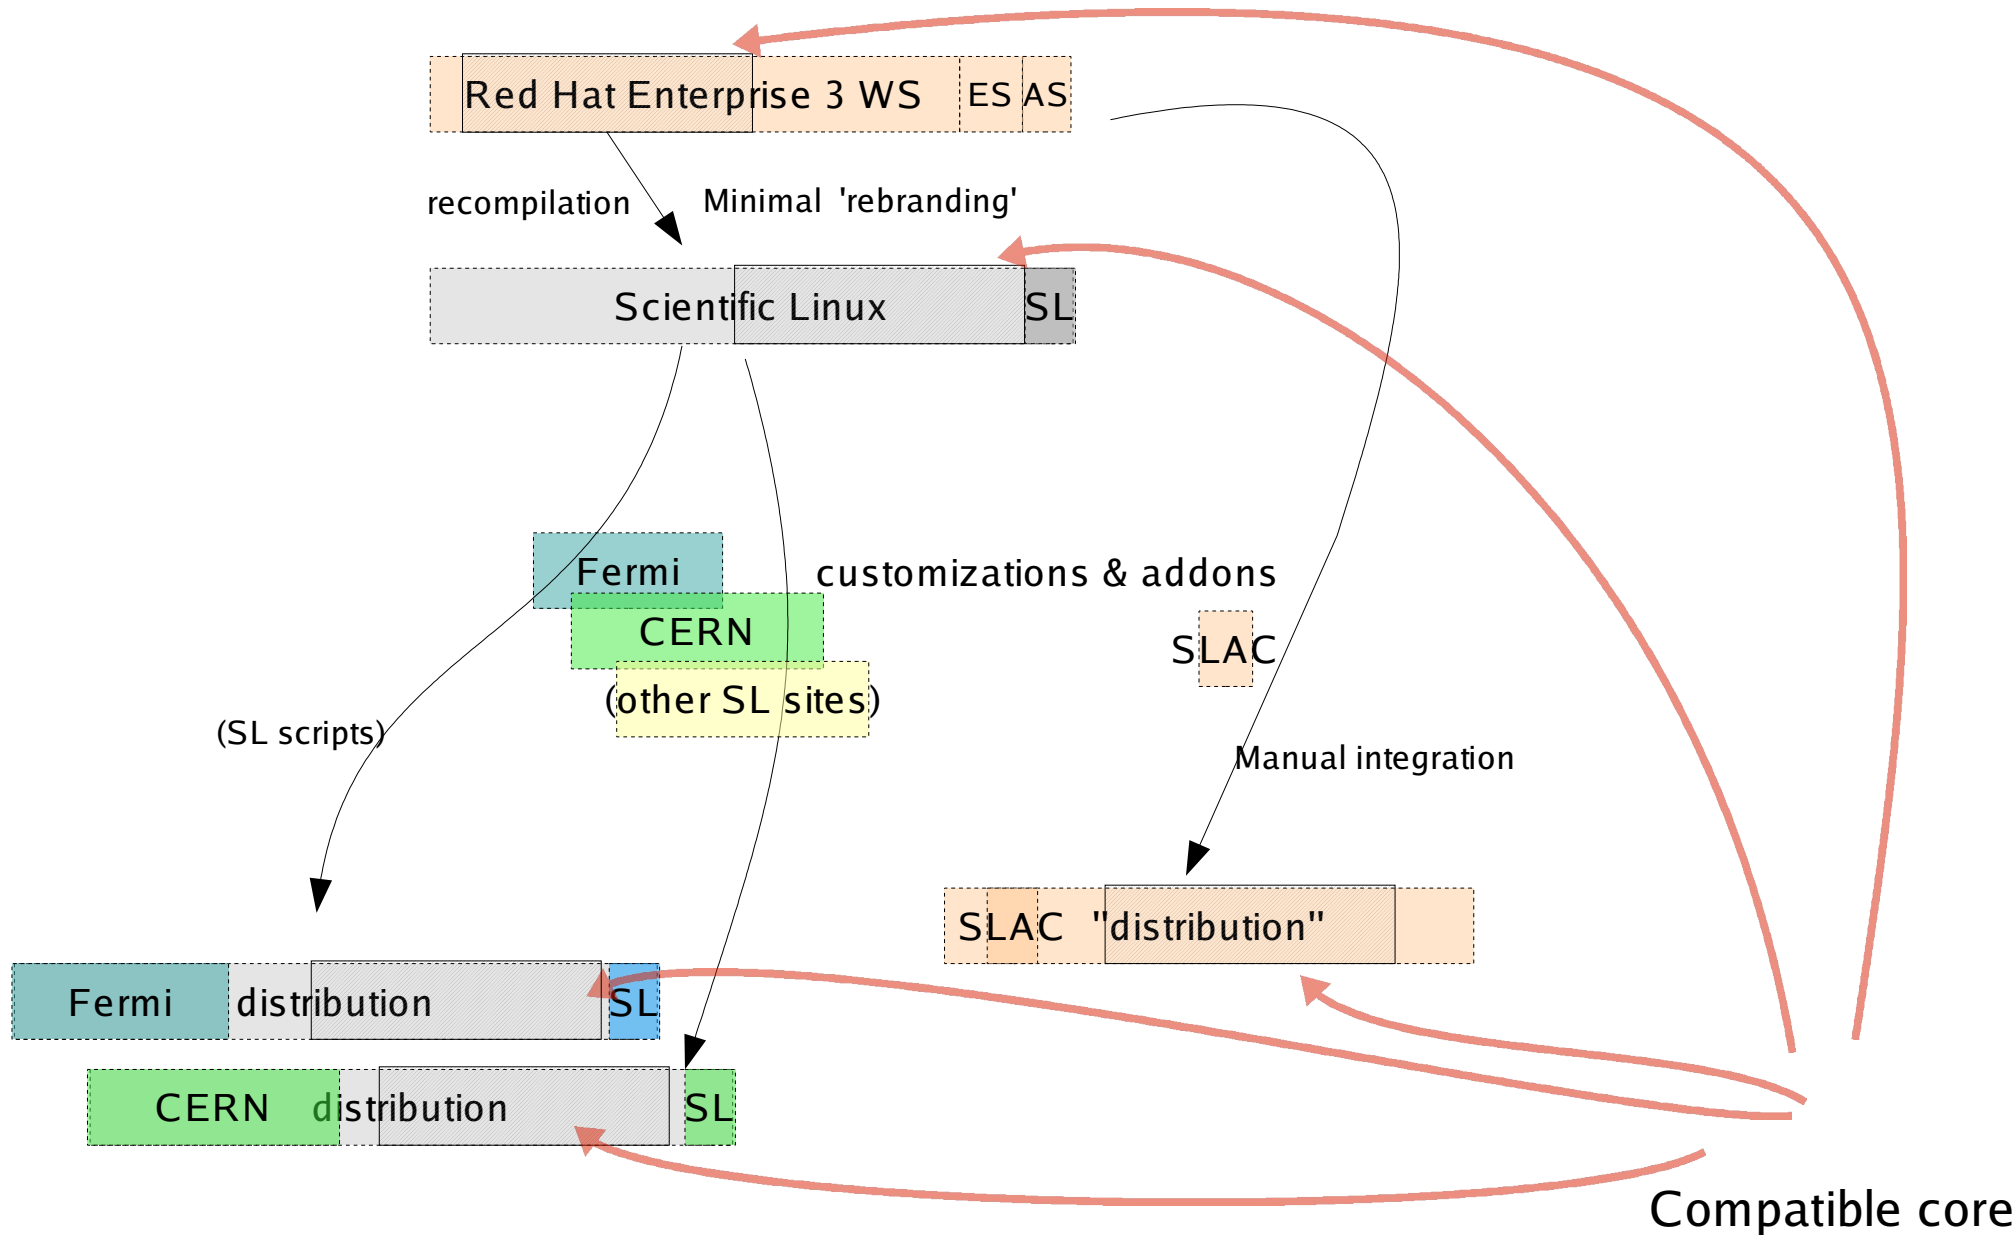 Red Hat Enterprise 3 WS ES AS
recompilation Minimal 'rebranding'
Scientific Linux SL
Fermi
customizations & addons
CERN
SLAC
(other SL sites)
(SL scripts)
Manual integration
SLAC "distribution"
Fermi distribution SL
CERN distribution SL
Compatible core